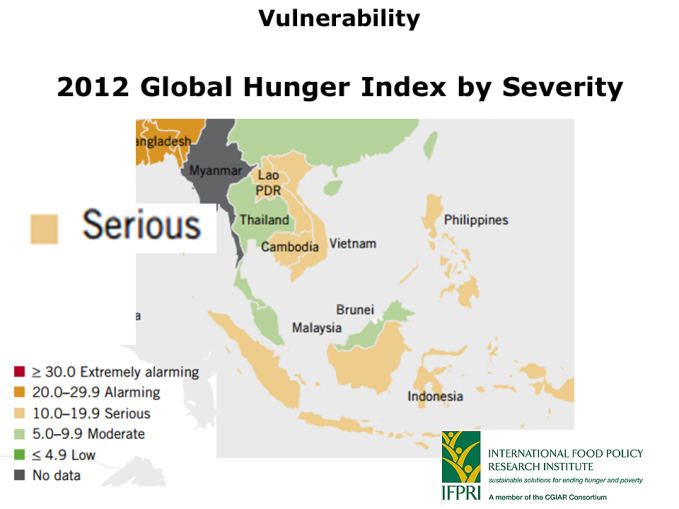 Vulnerability
2012 Global Hunger Index by Severity
angladesh
Myanmar
Lao
PDR
Serious
Thailand
Philippines
Cambodia
Vietnam
a
Brunei
Malaysia
≥ 30.0 Extremely alarming
20.0–29.9 Alarming
10.0–19.9 Serious
5.0–9.9 Moderate
≤ 4.9 Low
No data
Indonesia
INTERNATIONAL FOOD POLICY
RESEARCH INSTITUTE
sustainable solutions for ending hunger and poverty
IFPRI
A member of the CGIAR Consortium